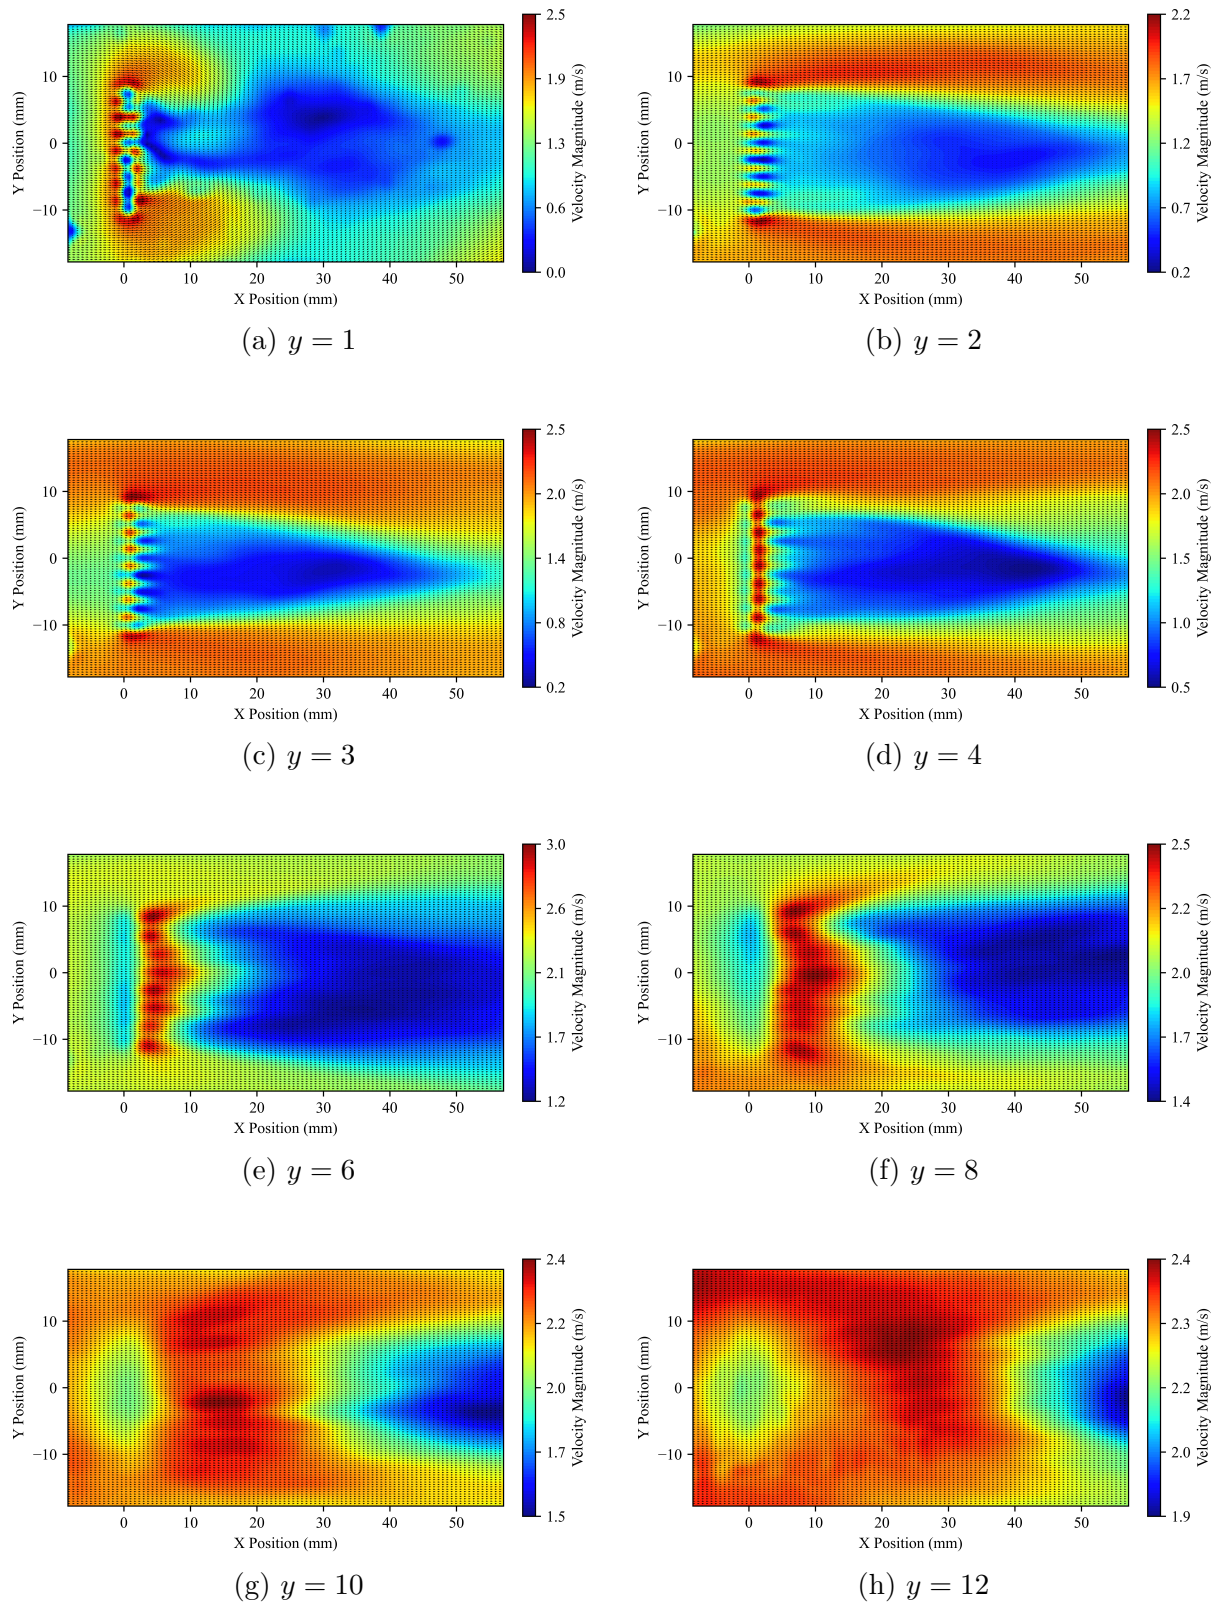 2.5
1.9
1.3
0.6
0.0
Velocity Magnitude (m/s)
10
0
−10
Y Position (mm)
0 10 20 30 40 50
X Position (mm)
(a) y = 1
2.2
1.7
1.2
0.7
0.2
Velocity Magnitude (m/s)
10
0
−10
Y Position (mm)
0 10 20 30 40 50
X Position (mm)
(b) y = 2
2.5
2.0
1.4
0.8
0.2
Velocity Magnitude (m/s)
10
0
−10
Y Position (mm)
0 10 20 30 40 50
X Position (mm)
(c) y = 3
2.5
2.0
1.5
1.0
0.5
Velocity Magnitude (m/s)
10
0
−10
Y Position (mm)
0 10 20 30 40 50
X Position (mm)
(d) y = 4
3.0
2.6
2.1
1.7
1.2
Velocity Magnitude (m/s)
10
0
−10
Y Position (mm)
0 10 20 30 40 50
X Position (mm)
(e) y = 6
2.5
2.2
2.0
1.7
1.4
Velocity Magnitude (m/s)
10
0
−10
Y Position (mm)
0 10 20 30 40 50
X Position (mm)
(f) y = 8
2.4
2.2
2.0
1.7
1.5
Velocity Magnitude (m/s)
10
0
−10
Y Position (mm)
0 10 20 30 40 50
X Position (mm)
(g) y = 10
2.4
2.3
2.2
2.0
1.9
Velocity Magnitude (m/s)
10
0
−10
Y Position (mm)
0 10 20 30 40 50
X Position (mm)
(h) y = 12